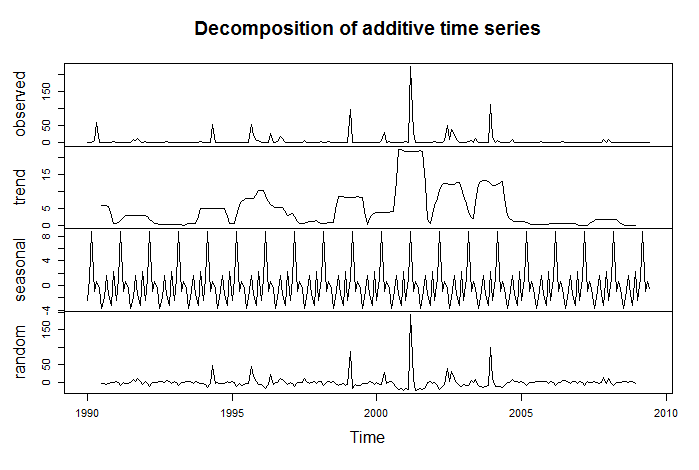 Decomposition of additive time series
observed
0 50 150
trend
5 15
seasonal
-4 0 4 8
random
0 50 150
1990 1995 2000 2005 2010
Time